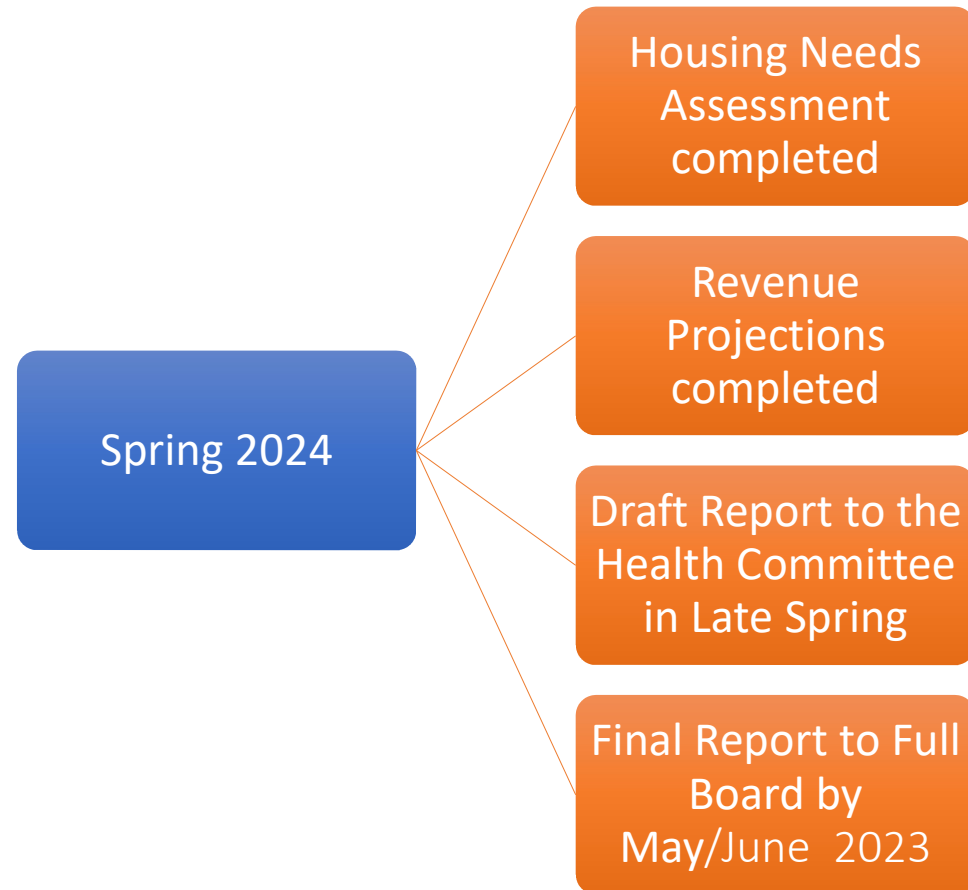 Housing Needs
Assessment
completed
Revenue
Projections
completed
Spring 2024
Draft Report to the
Health Committee
in Late Spring
Final Report to Full
Board by
May/June 2023